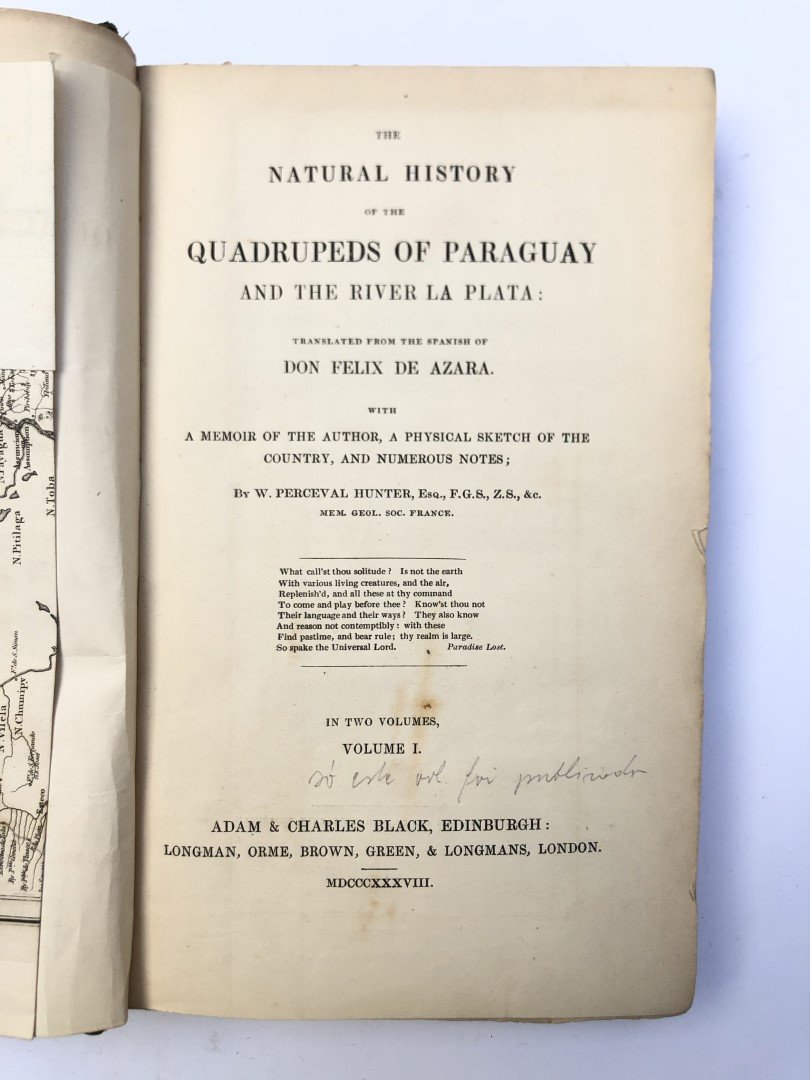 THE
NATURAL HISTORY
OF THE
QUADRUPEDS OF PARAGUAY
AND THE RIVER LA PLATA:
TRANSLATED FROM THE SPANISH OF
DON FELIX DE AZARA.
WITH
A MEMOIR OF THE AUTHOR, A PHYSICAL SKETCH OF THE
COUNTRY, AND NUMEROUS NOTES;
BY W. PERCEVAL HUNTER, ESQ., F.G.S., Z.S., &c.
MEM. GEOL. SOC. FRANCE.
What call'st thou solitude? Is not the earth
With various living creatures, and the air,
Replenish'd, and all these at thy command
To come and play before thee? Know'st thou not
Their language and their ways? They also know
And reason not contemptibly: with these
Find pastime, and bear rule; thy realm is large.
So spake the Universal Lord. Paradise Lost.
IN TWO VOLUMES,
VOLUME I.
só este vol. foi publicado
ADAM & CHARLES BLACK, EDINBURGH:
LONGMAN, ORME, BROWN, GREEN, & LONGMANS, LONDON.
MDCCCXXXVIII.
N. Toba
N. Pitilaga
N. Chunipy
N. Vilela